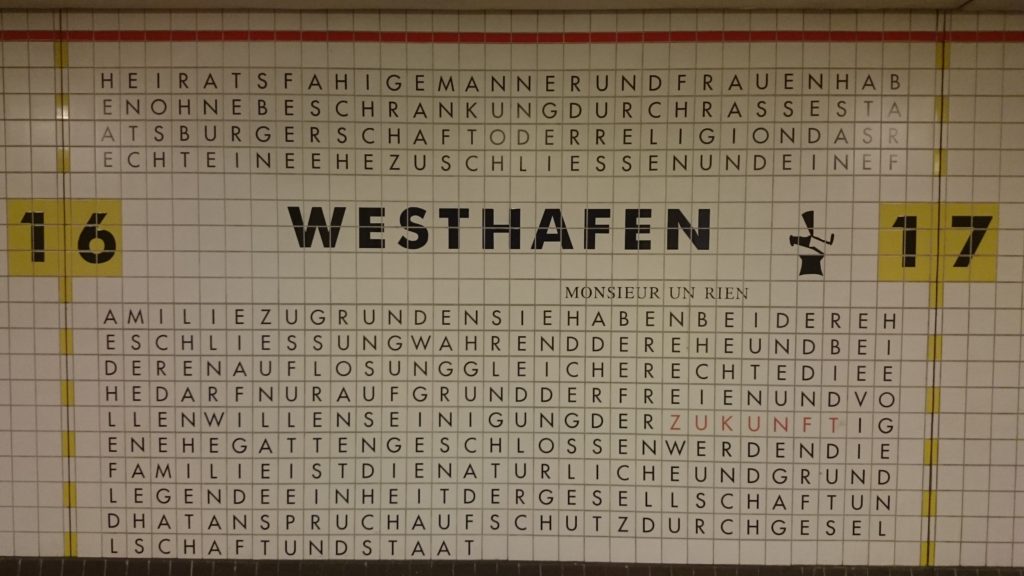 HEIRATSFAHIGEMANNERUNDFRAUENHAB
ENOHNEBESCHRANKUNGDURCHRASSESTA
ATSBURGERSCHAFTODERRELIGIONDASR
ECHTEINEEHEZUSCHLIESSENUNDEINEF
16 WESTHAFEN 17
MONSIEUR UN RIEN
AMILIEZUGRUNDENSIEHABENBEIDEREH
ESCHLIESSUNGWAHRENDDEREHEUNDBEI
DERENAUFLOSUNGGLEICHERECHTEDIEE
HEDARFNURAUFGRUNDDERFREIENUNDVO
LLENWILLENSEINIGUNGDERZUKUNFTIG
ENEHEGATTENGESCHLOSSENWERDENDIE
FAMILIEISTDIENATURLICHEUNDGRUND
LEGENDEEINHEITDERGESELLSCHAFTUN
DHATANSPRUCHAUFSCHUTZDURCHGESEL
LSCHAFTUNDSTAAT